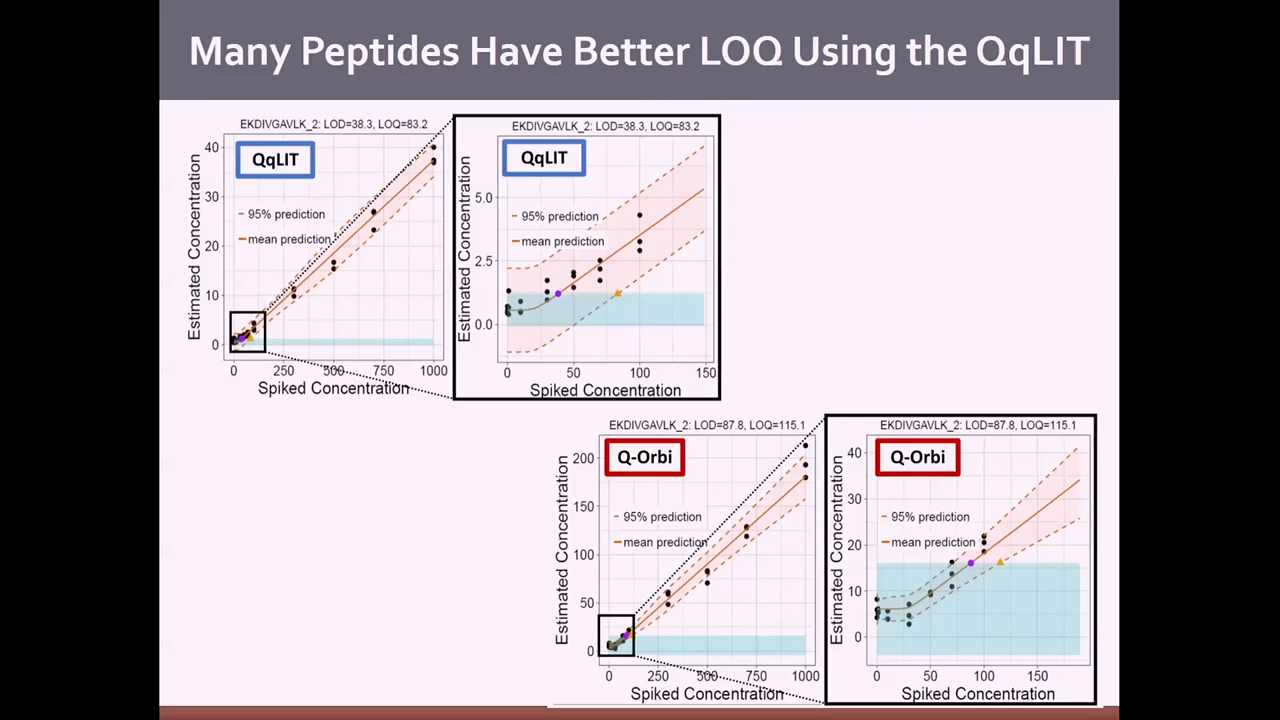 Many Peptides Have Better LOQ Using the QqLIT
EKDIVGAVLK_2: LOD=38.3, LOQ=83.2
QqLIT
95% prediction
mean prediction
Estimated Concentration
40
30
20
10
0
0
250
500
750
1000
Spiked Concentration
EKDIVGAVLK_2: LOD=38.3, LOQ=83.2
QqLIT
95% prediction
mean prediction
Estimated Concentration
5.0
2.5
0.0
0
50
100
150
Spiked Concentration
EKDIVGAVLK_2: LOD=87.8, LOQ=115.1
Q-Orbi
95% prediction
mean prediction
Estimated Concentration
200
150
100
50
0
0
250
500
750
1000
Spiked Concentration
EKDIVGAVLK_2: LOD=87.8, LOQ=115.1
Q-Orbi
95% prediction
mean prediction
Estimated Concentration
40
30
20
10
0
0
50
100
150
Spiked Concentration